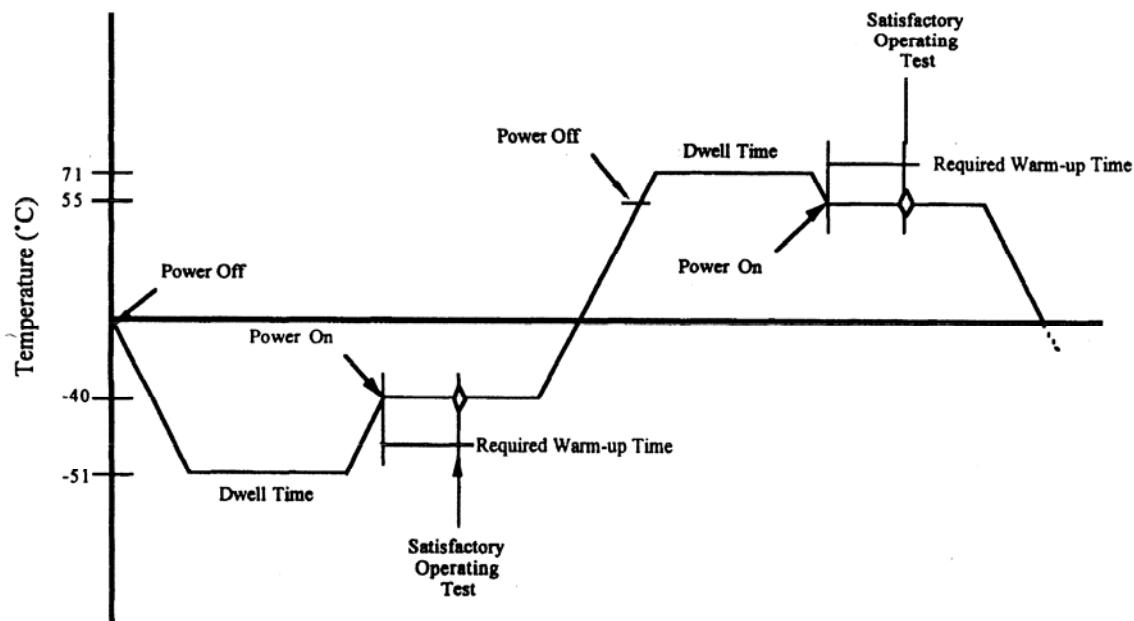 Satisfactory
Operating
Test
Power Off
Dwell Time
Required Warm-up Time
71
55
Power On
Power Off
Temperature (°C)
Power On
-40
Required Warm-up Time
-51
Dwell Time
Satisfactory
Operating
Test